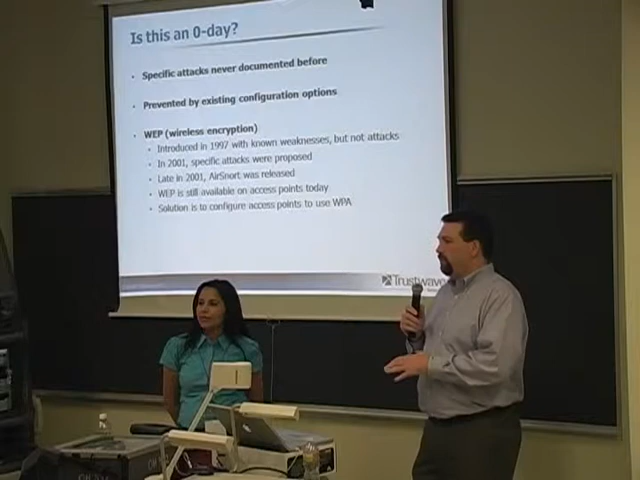 Is this an 0-day?
• Specific attacks never documented before
• Prevented by existing configuration options
• WEP (wireless encryption)
• Introduced in 1997 with known weaknesses, but not attacks
• In 2001, specific attacks were proposed
• Late in 2001, AirSnort was released
• WEP is still available on access points today
• Solution is to configure access points to use WPA
Trustwave